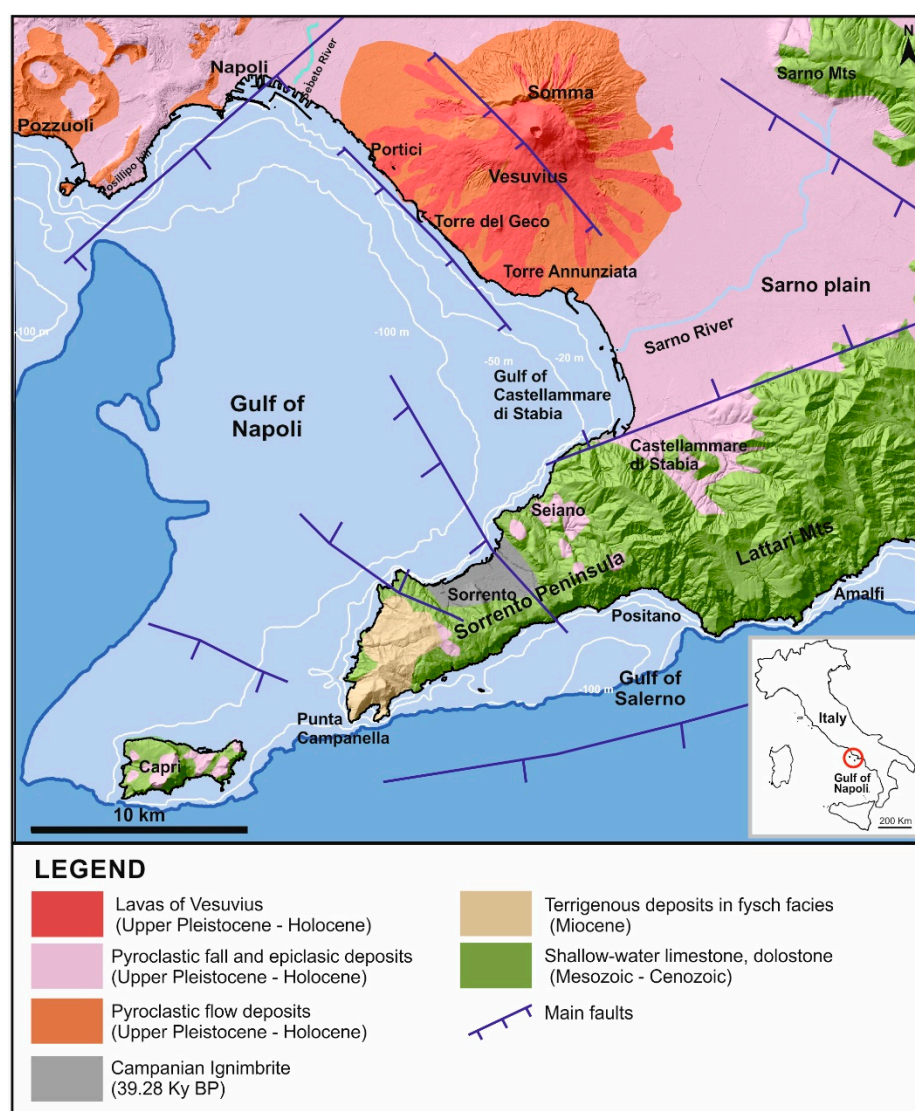 N
Napoli
Sebeto River
Sarno Mts
Pozzuoli
Somma
Posillipo hill
Portici
Vesuvius
Torre del Geco
Torre Annunziata
Sarno plain
-100 m
-100 m
-50 m
-20 m
Sarno River
Gulf of
Napoli
Gulf of
Castellammare
di Stabia
Castellammare
di Stabia
Seiano
Lattari Mts
Sorrento
Sorrento Peninsula
Positano
Amalfi
-100 m
Gulf of
Salerno
Punta
Campanella
Capri
10 km
Italy
Gulf of
Napoli
200 Km
LEGEND
Lavas of Vesuvius
(Upper Pleistocene - Holocene)
Pyroclastic fall and epiclasic deposits
(Upper Pleistocene - Holocene)
Pyroclastic flow deposits
(Upper Pleistocene - Holocene)
Campanian Ignimbrite
(39.28 Ky BP)
Terrigenous deposits in fysch facies
(Miocene)
Shallow-water limestone, dolostone
(Mesozoic - Cenozoic)
Main faults